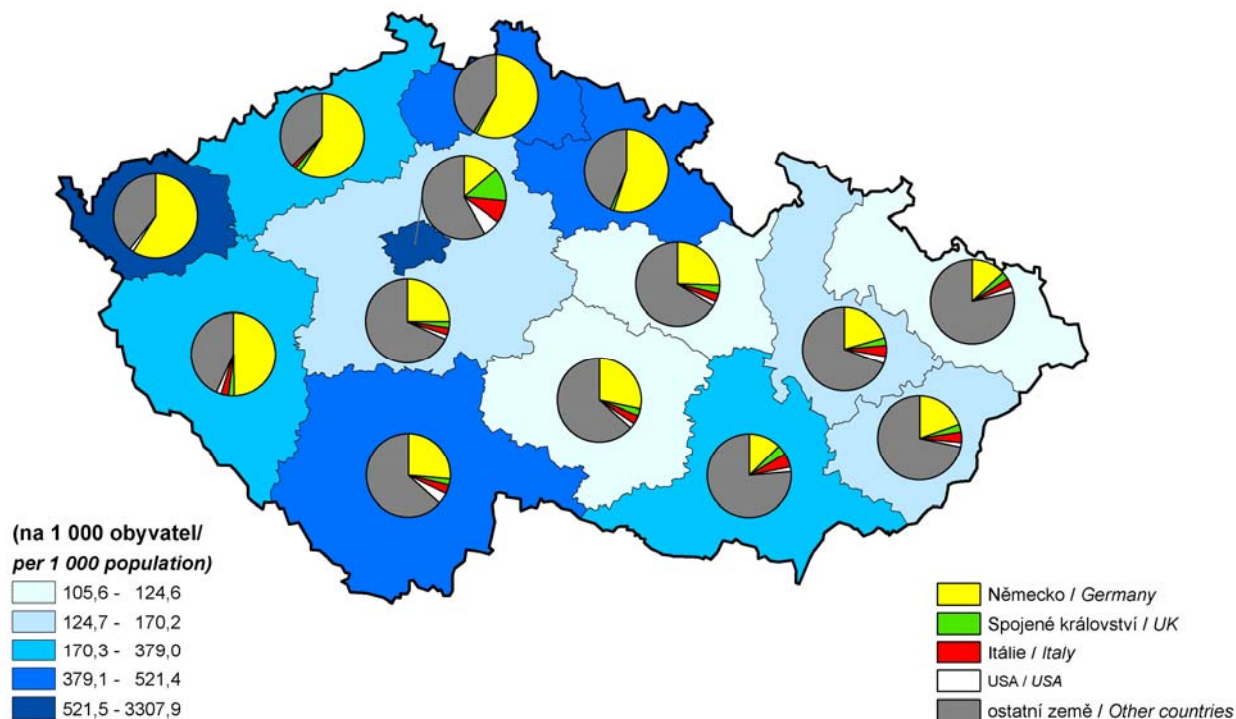 (na 1 000 obyvatel/
per 1 000 population)
105,6 - 124,6
124,7 - 170,2
170,3 - 379,0
379,1 - 521,4
521,5 - 3307,9
Německo / Germany
Spojené království / UK
Itálie / Italy
USA / USA
ostatní země / Other countries